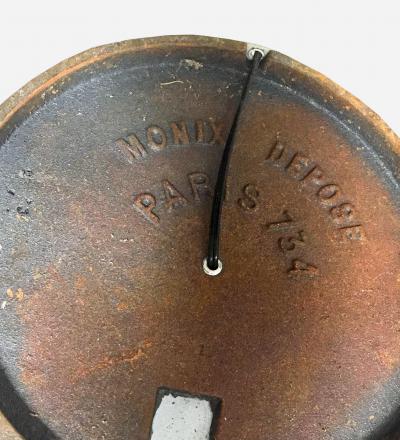 MONIX DEPOSE
PARIS 734